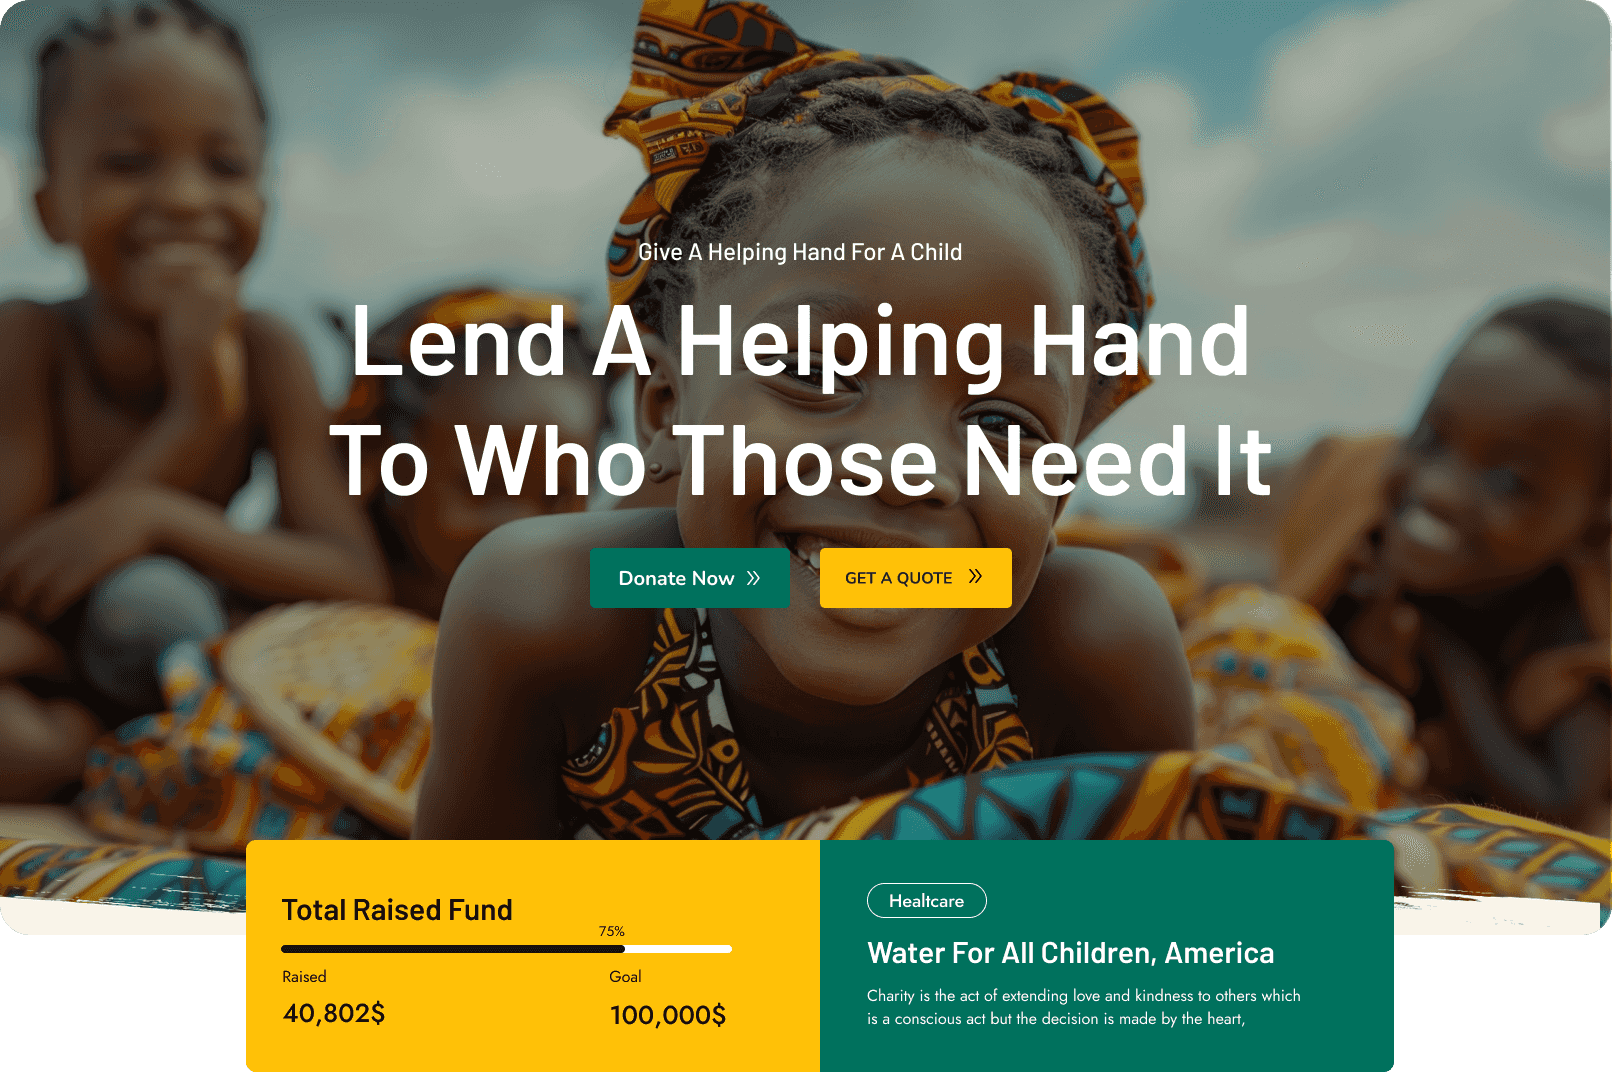 Give A Helping Hand For A Child
Lend A Helping Hand
To Who Those Need It
Donate Now
GET A QUOTE
Total Raised Fund
75%
Raised
Goal
40,802$
100,000$
Healtcare
Water For All Children, America
Charity is the act of extending love and kindness to others which
is a conscious act but the decision is made by the heart,